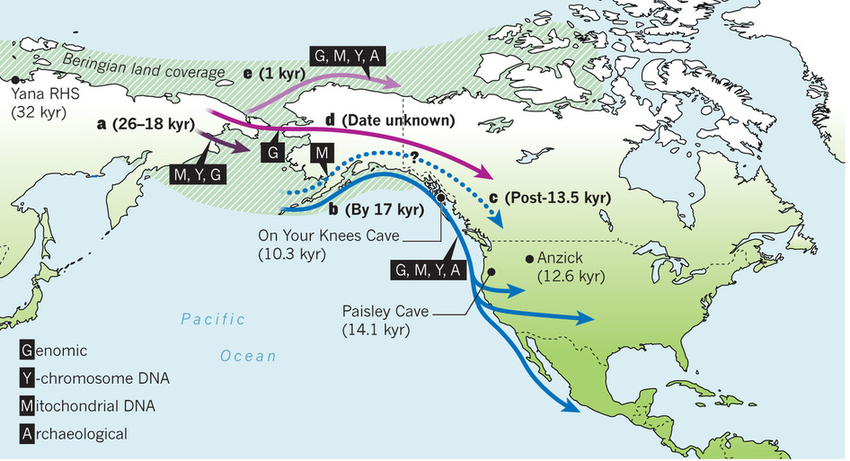 G, M, Y, A
Beringian land coverage
e (1 kyr)
Yana RHS
(32 kyr)
a (26–18 kyr)
d (Date unknown)
G
M
?
M, Y, G
c (Post-13.5 kyr)
b (By 17 kyr)
On Your Knees Cave
(10.3 kyr)
G, M, Y, A
Anzick
(12.6 kyr)
Paisley Cave
(14.1 kyr)
Pacific
Ocean
Genomic
Y-chromosome DNA
Mitochondrial DNA
Archaeological